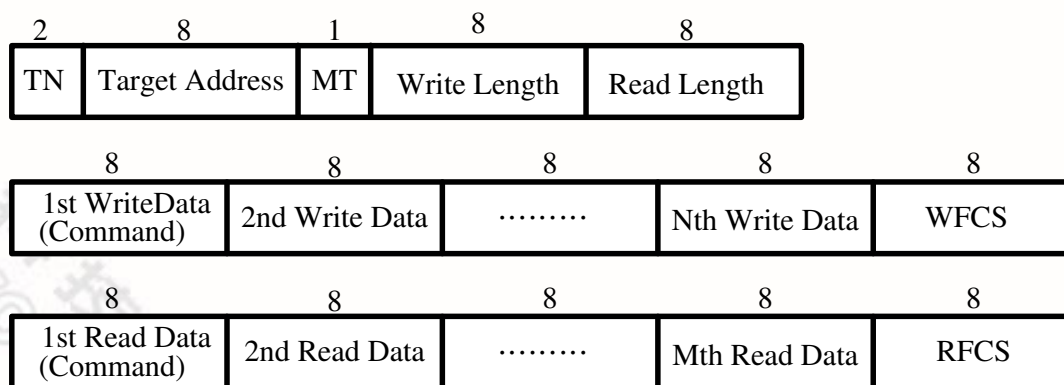 2 8 1 8 8
TN Target Address MT Write Length Read Length
8 8 8 8 8
1st WriteData (Command) 2nd Write Data ……… Nth Write Data WFCS
8 8 8 8 8
1st Read Data (Command) 2nd Read Data ……… Mth Read Data RFCS